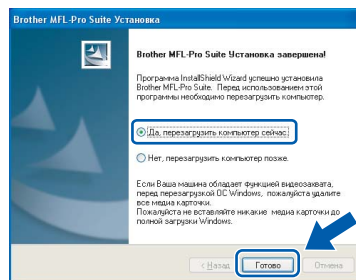 Brother MFL-Pro Suite Установка
Brother MFL-Pro Suite Установка завершена!
Программа InstallShield Wizard успешно установила
Brother MFL-Pro Suite. Перед использованием этой
программы необходимо перезагрузить компьютер.
Да, перезагрузить компьютер сейчас.
Нет, перезагрузить компьютер позже.
Если Ваша машина обладает функцией видеозахвата,
перед перезагрузкой ОС Windows, пожалуйста удалите
все медиа карточки.
Пожалуйста не вставляйте никакие медиа карточки до
полной загрузки Windows.
< Назад
Готово
Отмена